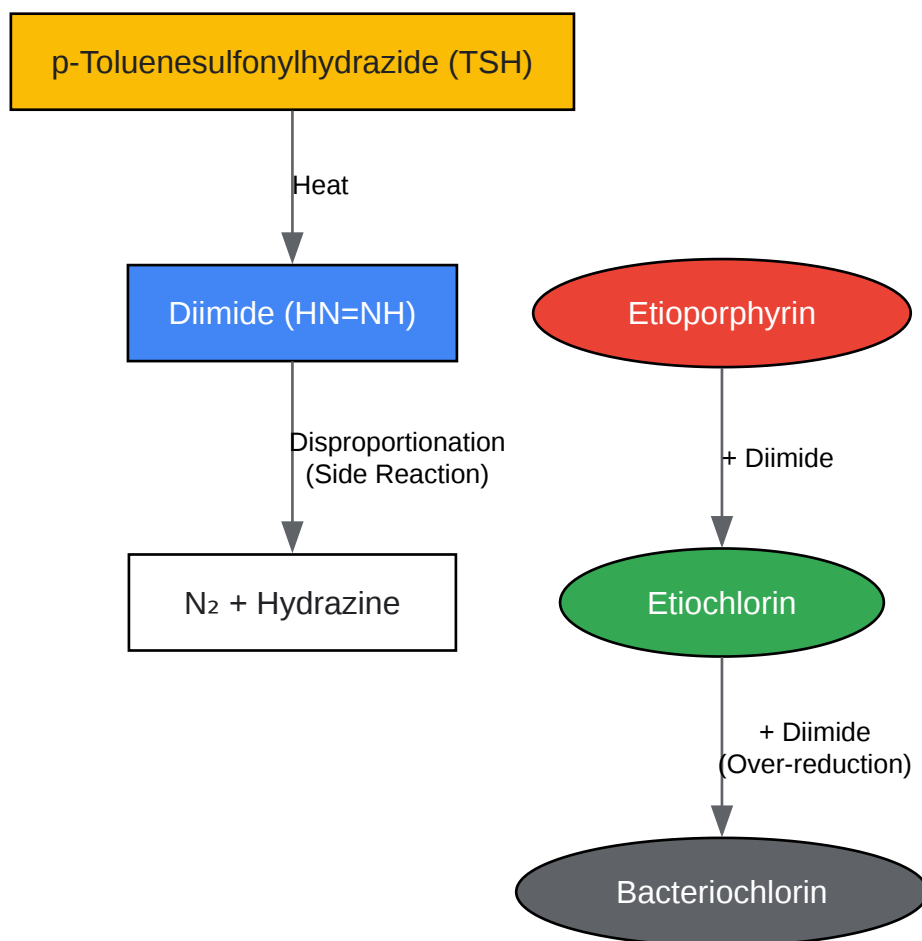 p-Toluenesulfonylhydrazide (TSH)
Heat
Diimide (HN=NH)
Etioporphyrin
Disproportionation
(Side Reaction)
+ Diimide
N₂ + Hydrazine
Etiochlorin
+ Diimide
(Over-reduction)
Bacteriochlorin